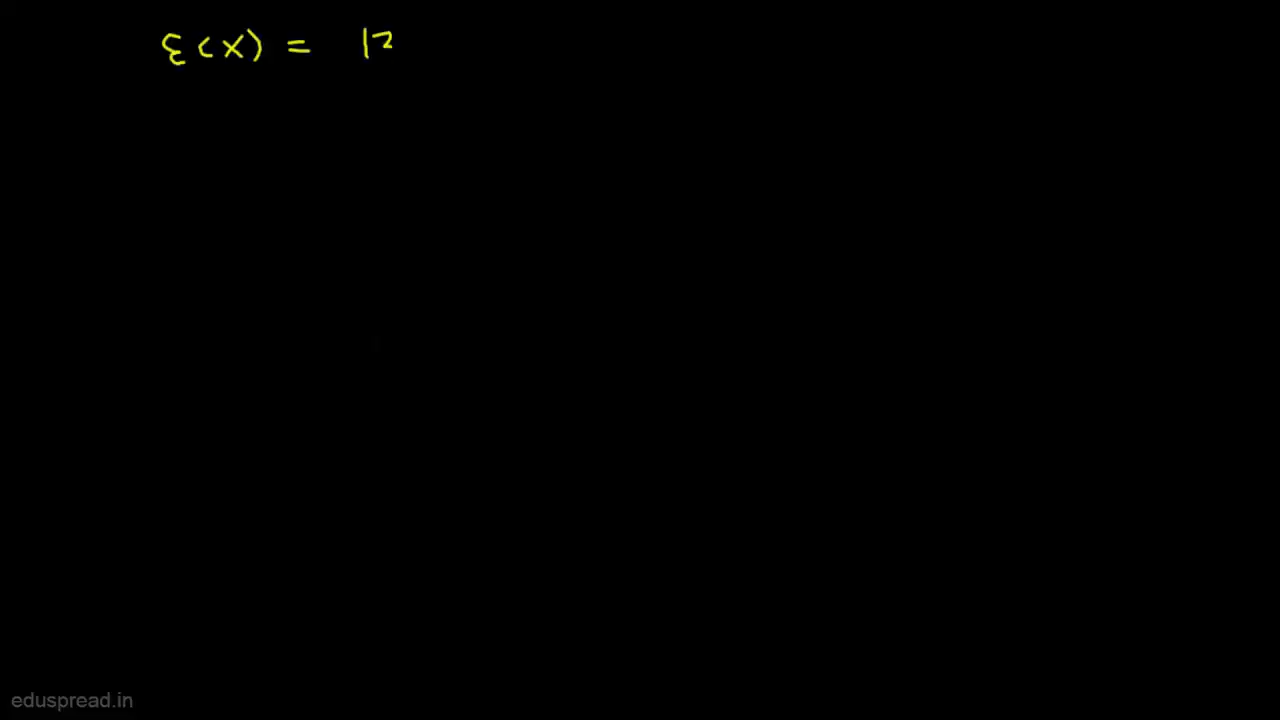 Ɛ(X) = 12
eduspread.in